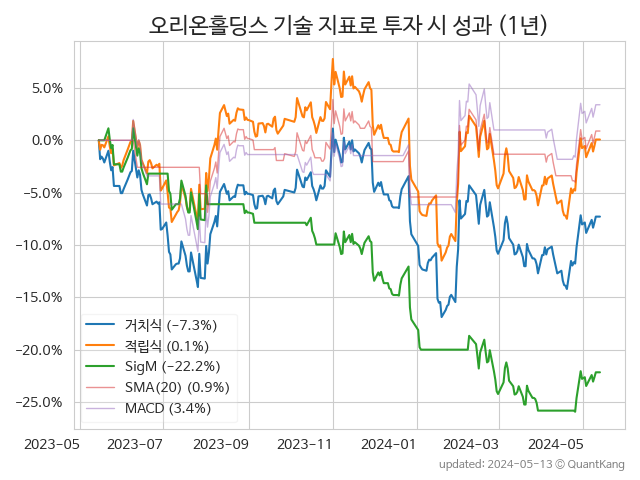 오리온홀딩스 기술 지표로 투자 시 성과 (1년)
5.0%
0.0%
−5.0%
−10.0%
−15.0%
−20.0%
−25.0%
거치식 (−7.3%)
적립식 (0.1%)
SigM (−22.2%)
SMA(20) (0.9%)
MACD (3.4%)
2023-05 2023-07 2023-09 2023-11 2024-01 2024-03 2024-05
updated: 2024-05-13 ⓒ QuantKang